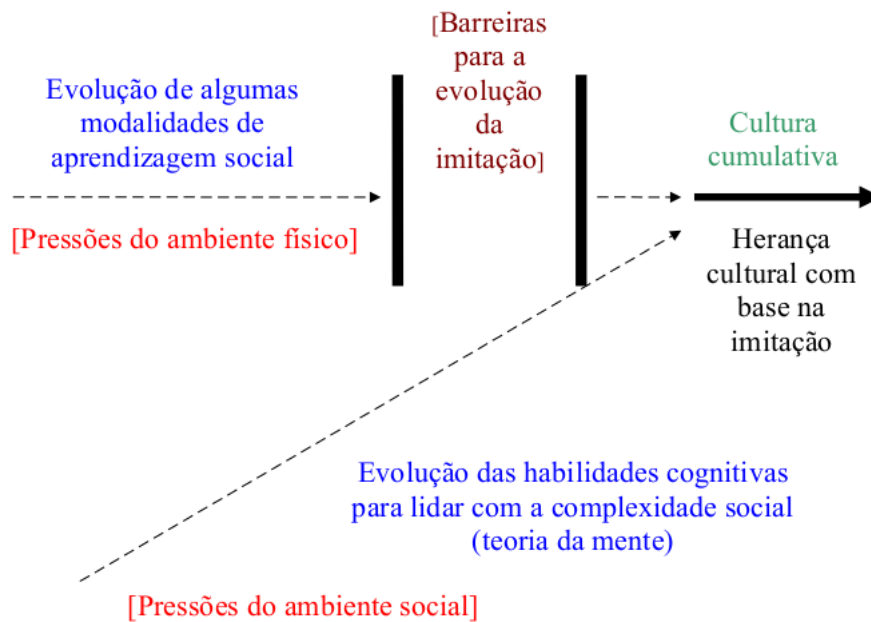 [Barreiras
para a
evolução
da
imitação]
Evolução de algumas
modalidades de
aprendizagem social
[Pressões do ambiente físico]
Cultura
cumulativa
Herança
cultural com
base na
imitação
Evolução das habilidades cognitivas
para lidar com a complexidade social
(teoria da mente)
[Pressões do ambiente social]